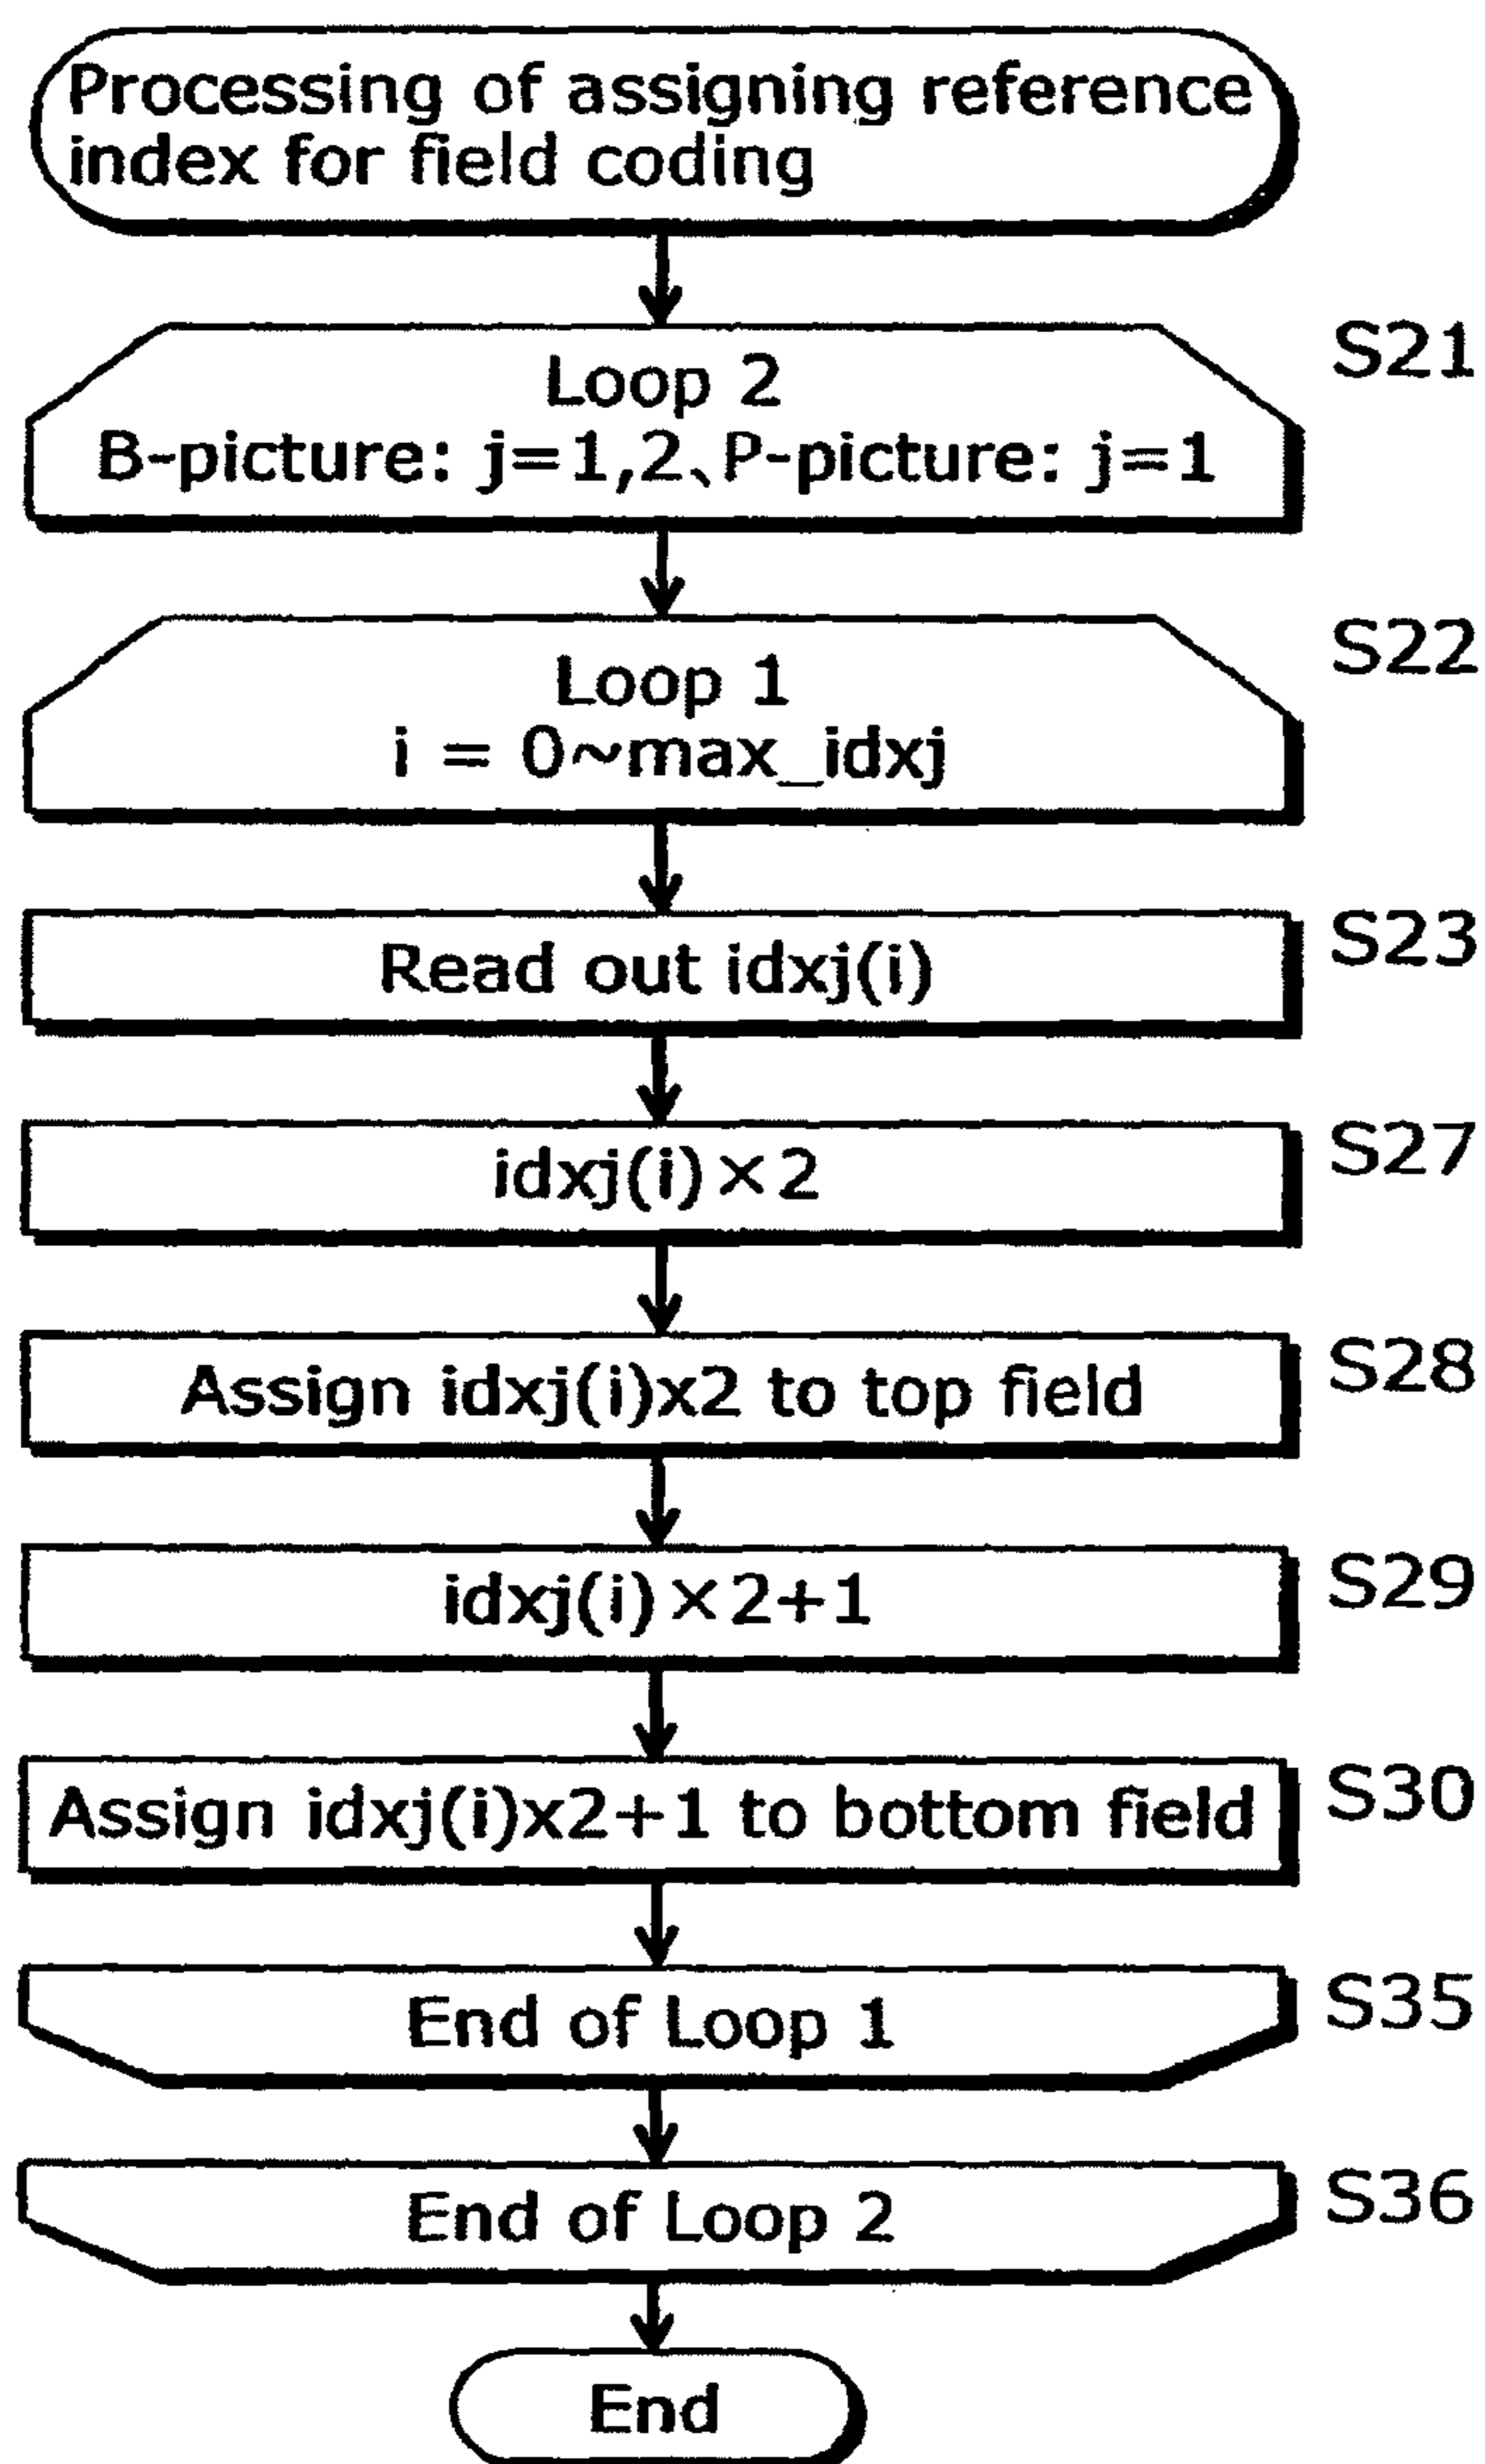 Processing of assigning reference
index for field coding
S21
Loop 2
B-picture: j=1,2、P-picture: j=1
S22
Loop 1
i = 0~max_idxj
S23
Read out idxj(i)
S27
idxj(i)×2
S28
Assign idxj(i)x2 to top field
S29
idxj(i)×2+1
S30
Assign idxj(i)x2+1 to bottom field
S35
End of Loop 1
S36
End of Loop 2
End